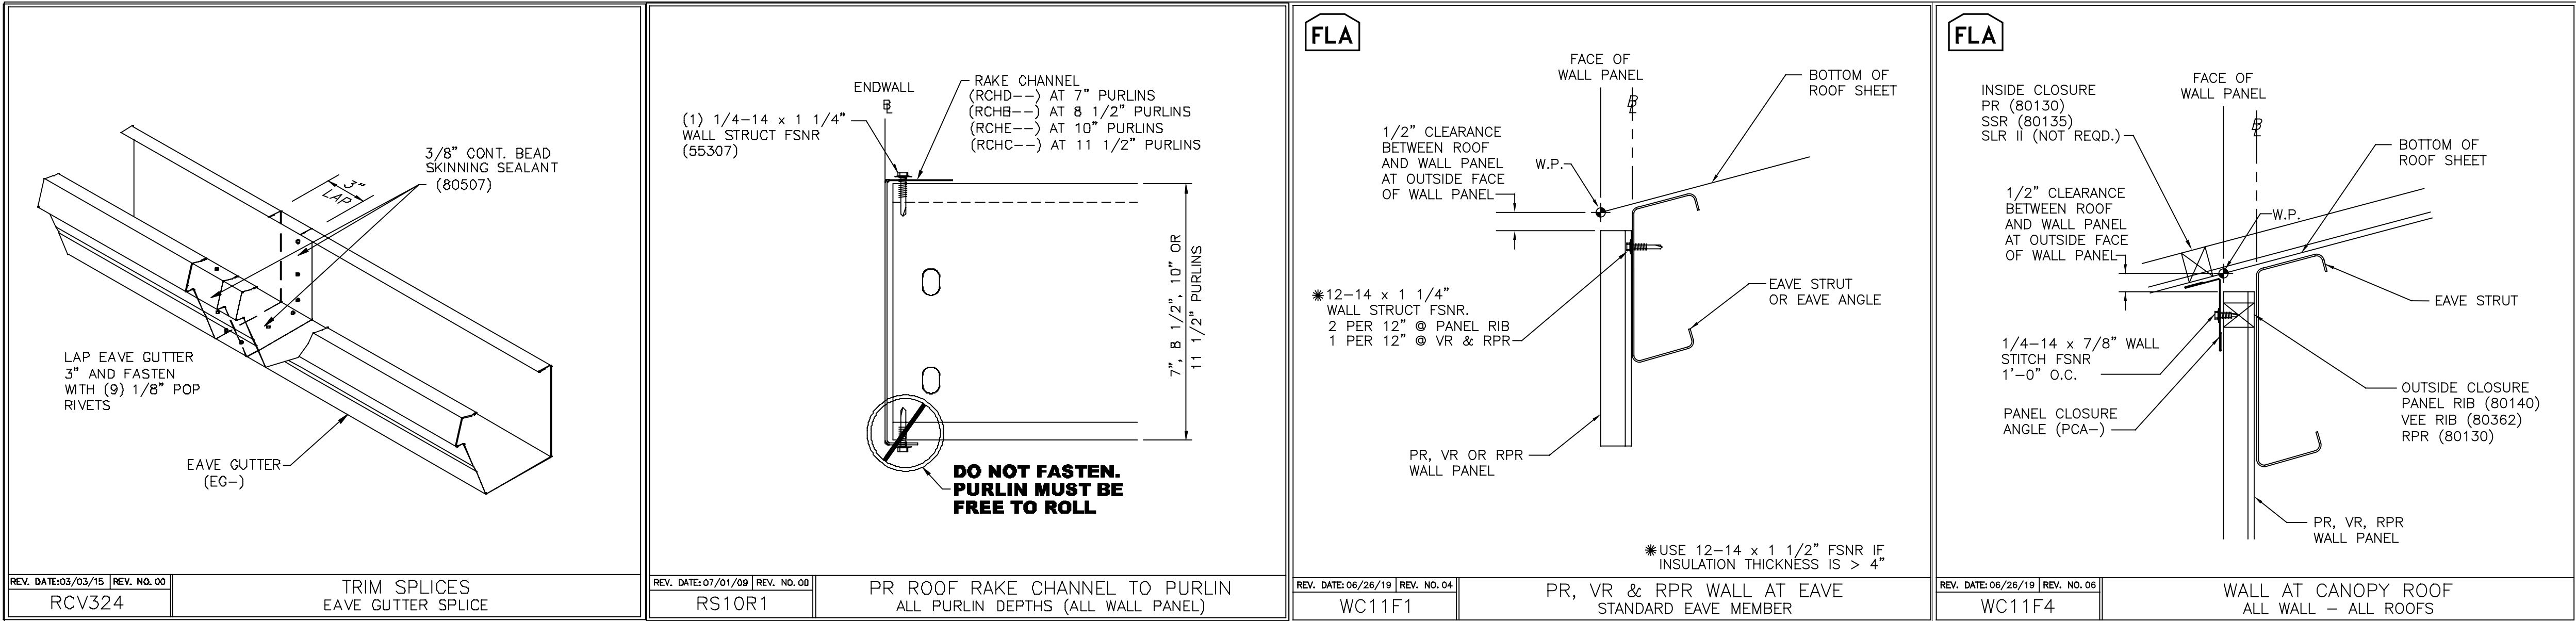 3/8" CONT. BEAD
SKINNING SEALANT
(80507)
3"
LAP
LAP EAVE GUTTER
3" AND FASTEN
WITH (9) 1/8" POP
RIVETS
EAVE GUTTER
(EG-)
REV. DATE:03/03/15
REV. NO. 00
RCV324
TRIM SPLICES
EAVE GUTTER SPLICE
ENDWALL
RAKE CHANNEL
(RCHD--) AT 7" PURLINS
(RCHB--) AT 8 1/2" PURLINS
(RCHE--) AT 10" PURLINS
(RCHC--) AT 11 1/2" PURLINS
(1) 1/4-14 x 1 1/4"
WALL STRUCT FSNR
(55307)
7", 8 1/2", 10" OR
11 1/2" PURLINS
DO NOT FASTEN.
PURLIN MUST BE
FREE TO ROLL
REV. DATE: 07/01/09
REV. NO. 00
RS10R1
PR ROOF RAKE CHANNEL TO PURLIN
ALL PURLIN DEPTHS (ALL WALL PANEL)
FLA
FACE OF
WALL PANEL
BOTTOM OF
ROOF SHEET
1/2" CLEARANCE
BETWEEN ROOF
AND WALL PANEL
AT OUTSIDE FACE
OF WALL PANEL
W.P.
✱12-14 x 1 1/4"
WALL STRUCT FSNR.
2 PER 12" @ PANEL RIB
1 PER 12" @ VR & RPR
EAVE STRUT
OR EAVE ANGLE
PR, VR OR RPR
WALL PANEL
✱USE 12-14 x 1 1/2" FSNR IF
INSULATION THICKNESS IS > 4"
REV. DATE: 06/26/19
REV. NO. 04
WC11F1
PR, VR & RPR WALL AT EAVE
STANDARD EAVE MEMBER
FLA
INSIDE CLOSURE
PR (80130)
SSR (80135)
SLR II (NOT REQD.)
FACE OF
WALL PANEL
BOTTOM OF
ROOF SHEET
1/2" CLEARANCE
BETWEEN ROOF
AND WALL PANEL
AT OUTSIDE FACE
OF WALL PANEL
W.P.
EAVE STRUT
1/4-14 x 7/8" WALL
STITCH FSNR
1'-0" O.C.
PANEL CLOSURE
ANGLE (PCA-)
OUTSIDE CLOSURE
PANEL RIB (80140)
VEE RIB (80362)
RPR (80130)
PR, VR, RPR
WALL PANEL
REV. DATE: 06/26/19
REV. NO. 06
WC11F4
WALL AT CANOPY ROOF
ALL WALL - ALL ROOFS